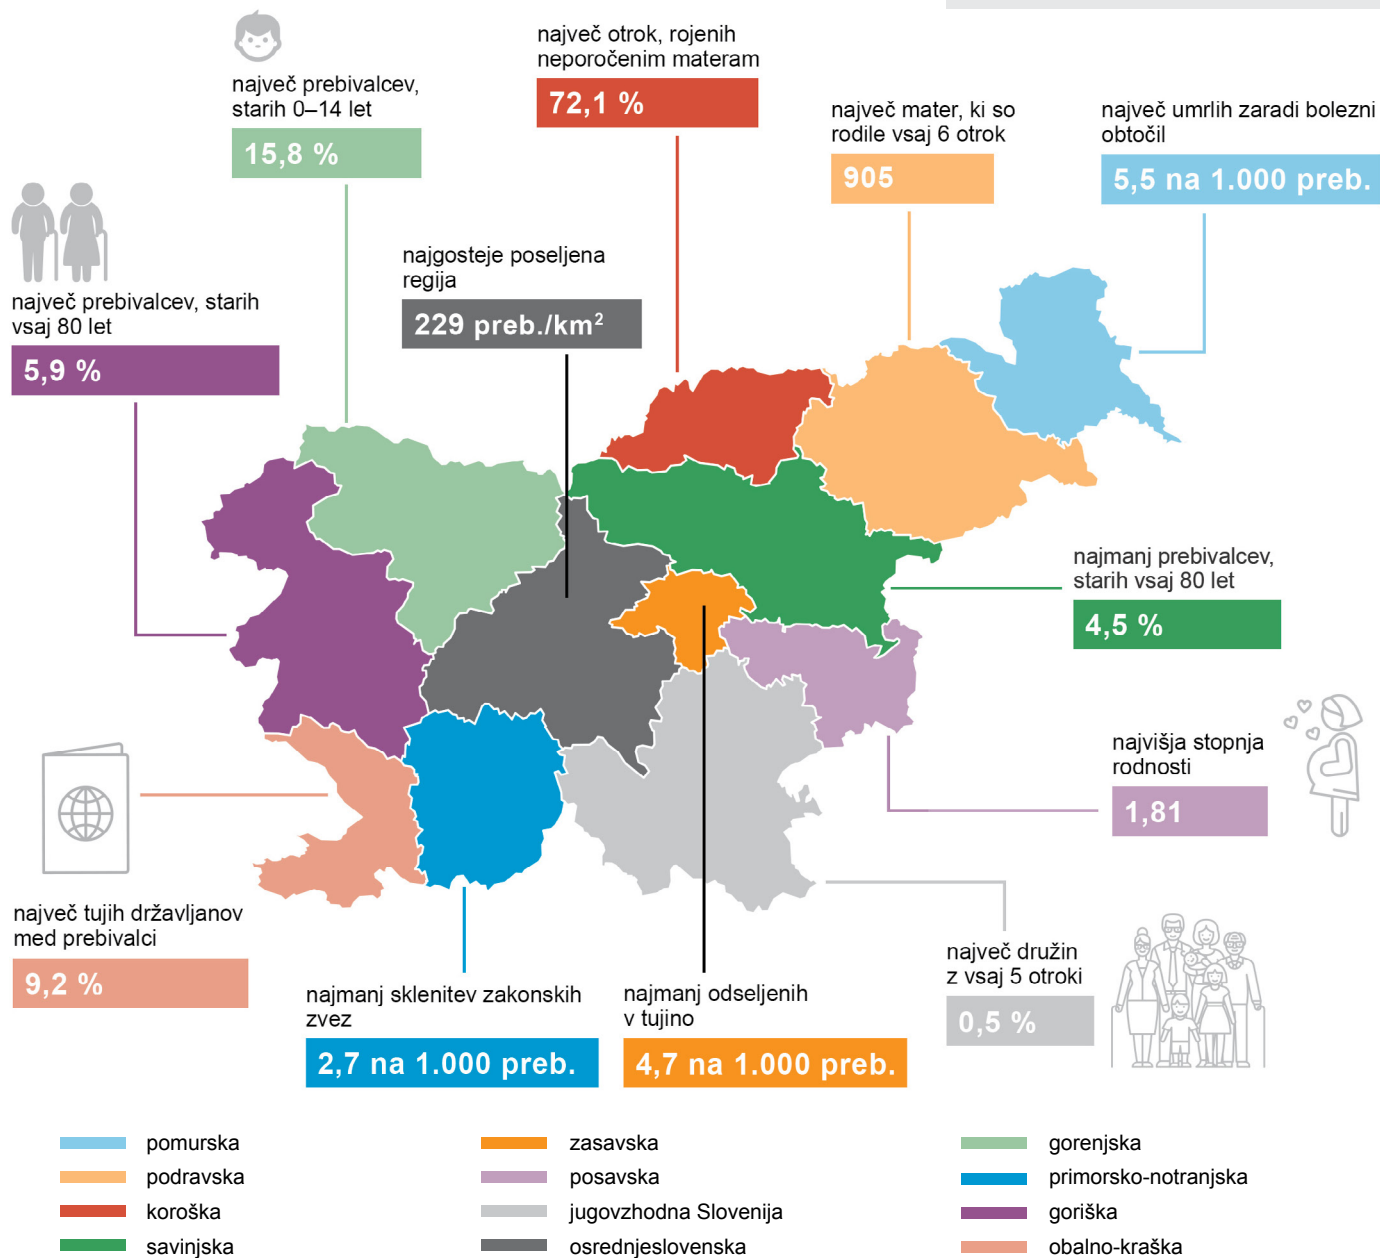 največ otrok, rojenih
neporočenim materam
72,1 %
največ prebivalcev,
starih 0–14 let
15,8 %
največ mater, ki so
rodile vsaj 6 otrok
905
največ umrlih zaradi bolezni
obtočil
5,5 na 1.000 preb.
najgosteje poseljena
regija
229 preb./km²
največ prebivalcev, starih
vsaj 80 let
5,9 %
najmanj prebivalcev,
starih vsaj 80 let
4,5 %
najvišja stopnja
rodnosti
1,81
največ tujih državljanov
med prebivalci
9,2 %
najmanj sklenitev zakonskih
zvez
2,7 na 1.000 preb.
najmanj odseljenih
v tujino
4,7 na 1.000 preb.
največ družin
z vsaj 5 otroki
0,5 %
pomurska
podravska
koroška
savinjska
zasavska
posavska
jugovzhodna Slovenija
osrednjeslovenska
gorenjska
primorsko-notranjska
goriška
obalno-kraška